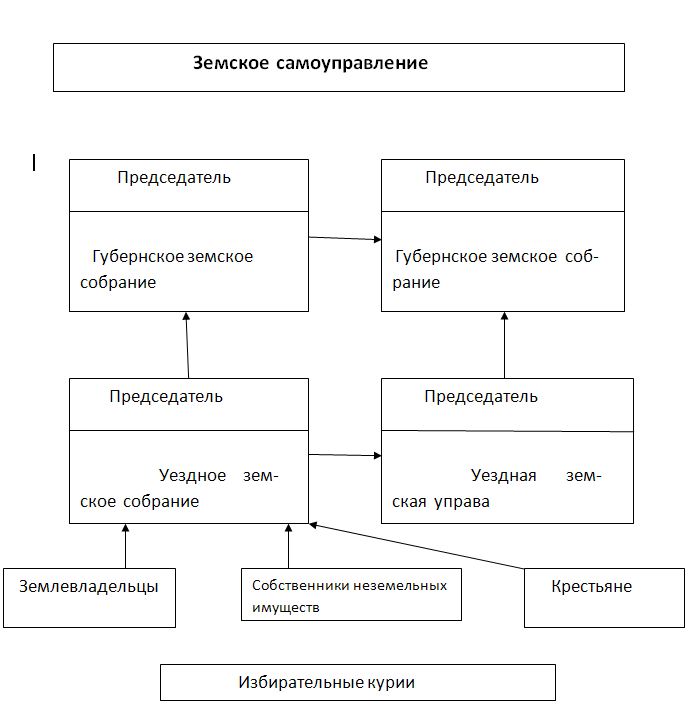 Земское самоуправление
Председатель
Губернское земское
собрание
Председатель
Губернское земское соб-
рание
Председатель
Уездное зем-
ское собрание
Председатель
Уездная зем-
ская управа
Землевладельцы
Собственники неземельных
имуществ
Крестьяне
Избирательные курии